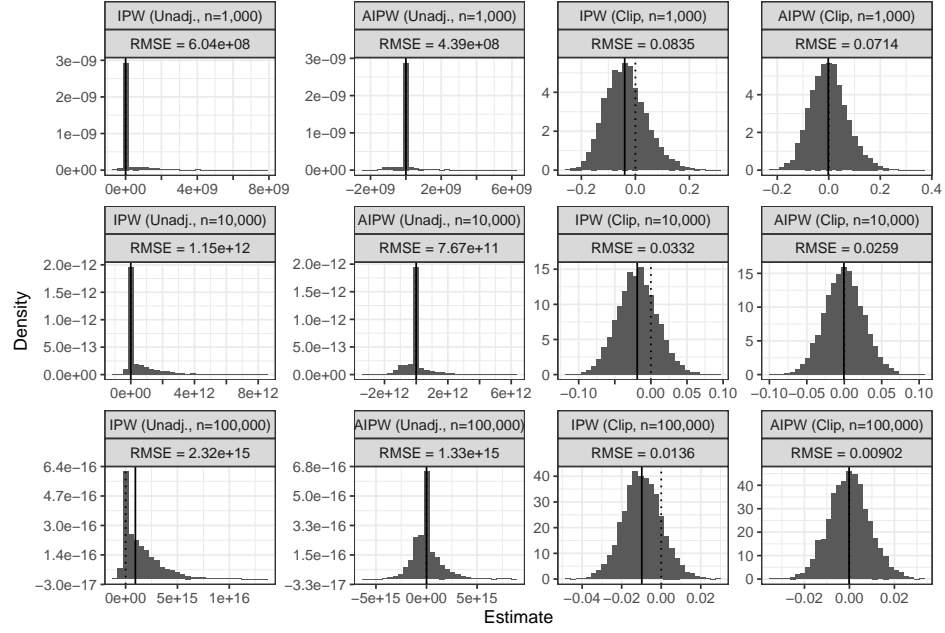 IPW (Unadj., n=1,000)
RMSE = 6.04e+08
3e−09
2e−09
1e−09
0e+00
0e+00 4e+09 8e+09
AIPW (Unadj., n=1,000)
RMSE = 4.39e+08
3e−09
2e−09
1e−09
0e+00
−2e+09 2e+09 6e+09
IPW (Clip, n=1,000)
RMSE = 0.0835
4
2
0
−0.2 0.0 0.2
AIPW (Clip, n=1,000)
RMSE = 0.0714
4
2
0
−0.2 0.0 0.2 0.4
IPW (Unadj., n=10,000)
RMSE = 1.15e+12
2.0e−12
1.5e−12
1.0e−12
5.0e−13
0.0e+00
0e+00 4e+12 8e+12
AIPW (Unadj., n=10,000)
RMSE = 7.67e+11
2.0e−12
1.5e−12
1.0e−12
5.0e−13
0.0e+00
−3e+12 2e+12 6e+12
IPW (Clip, n=10,000)
RMSE = 0.0332
15
10
5
0
−0.10 −0.05 0.00 0.05 0.10
AIPW (Clip, n=10,000)
RMSE = 0.0259
15
10
5
0
−0.10 −0.05 0.00 0.05 0.10
IPW (Unadj., n=100,000)
RMSE = 2.32e+15
6.4e−16
4.7e−16
3.0e−16
1.4e−16
−3.0e−17
0e+00 5e+15 1e+16
AIPW (Unadj., n=100,000)
RMSE = 1.33e+15
6.8e−16
4.9e−16
3.3e−16
1.5e−16
−3.3e−17
−5e+15 0e+00 5e+15
IPW (Clip, n=100,000)
RMSE = 0.0136
40
30
20
10
0
−0.04 −0.02 0.00 0.02
AIPW (Clip, n=100,000)
RMSE = 0.00902
40
30
20
10
0
−0.02 0.00 0.02
Density
Estimate